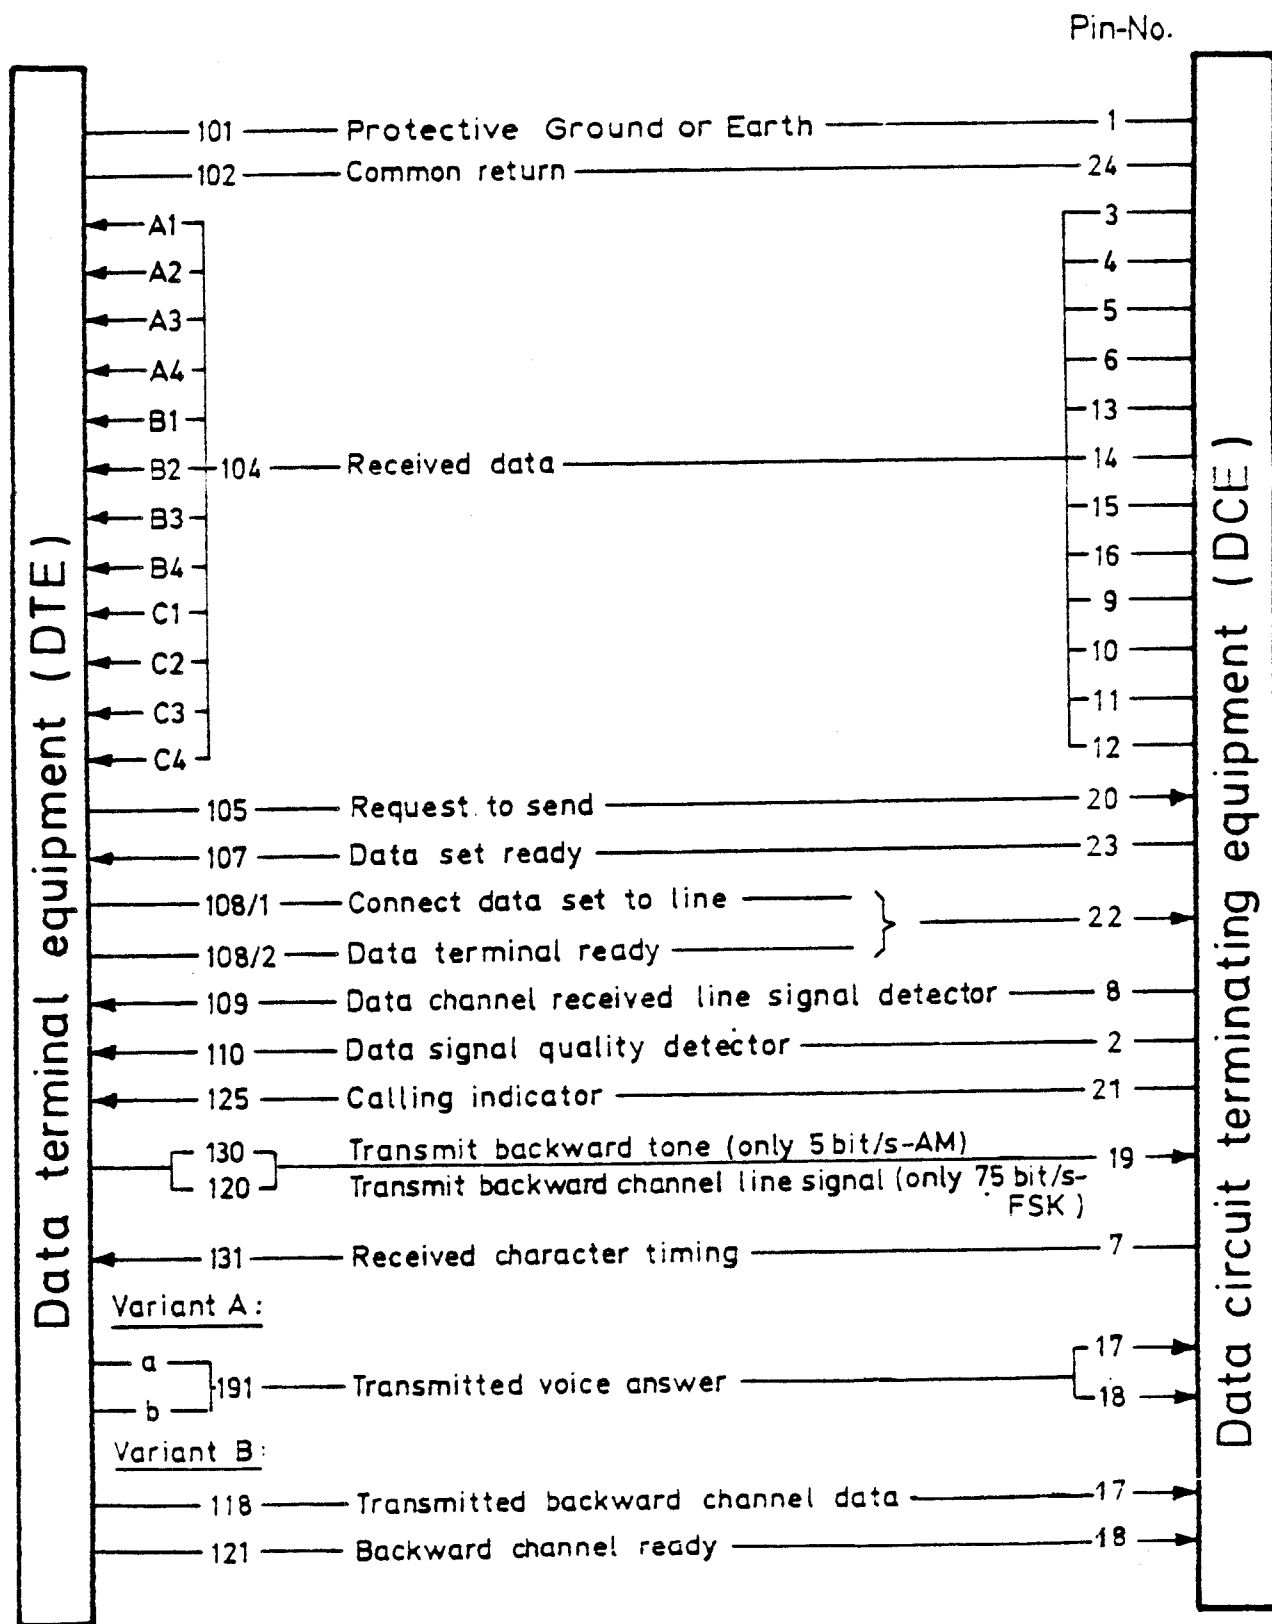 Pin-No.
Data terminal equipment (DTE)
Data circuit terminating equipment (DCE)
101 Protective Ground or Earth 1
102 Common return 24
A1 3
A2 4
A3 5
A4 6
B1 13
B2 104 Received data 14
B3 15
B4 16
C1 9
C2 10
C3 11
C4 12
105 Request to send 20
107 Data set ready 23
108/1 Connect data set to line
22
108/2 Data terminal ready
109 Data channel received line signal detector 8
110 Data signal quality detector 2
125 Calling indicator 21
130 Transmit backward tone (only 5 bit/s-AM)
19
120 Transmit backward channel line signal (only 75 bit/s-
FSK)
131 Received character timing 7
Variant A:
a 17
191 Transmitted voice answer
b 18
Variant B:
118 Transmitted backward channel data 17
121 Backward channel ready 18